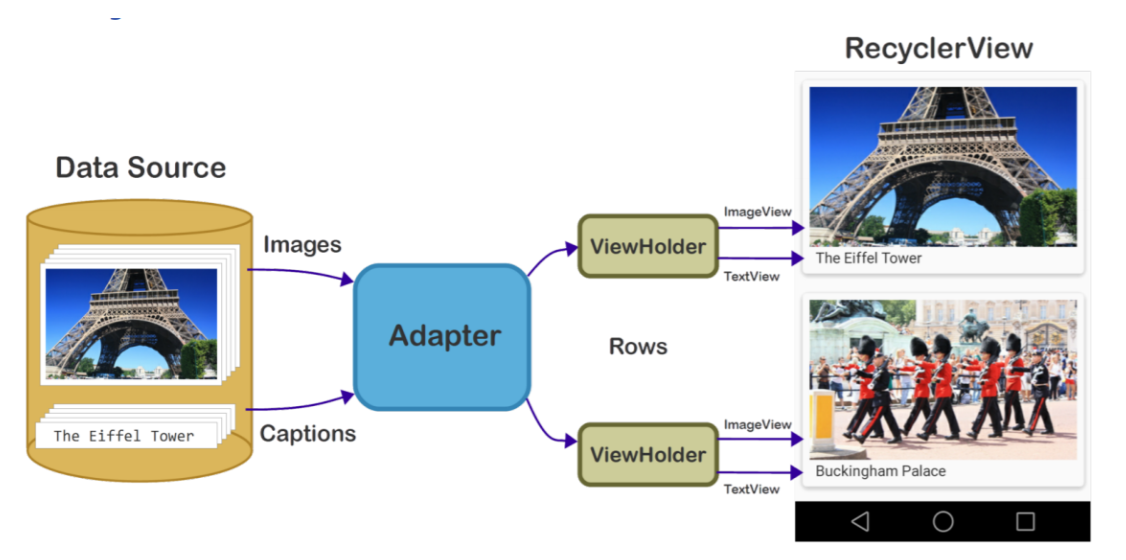 RecyclerView
Data Source
Images
The Eiffel Tower
Captions
Adapter
ViewHolder
ImageView
TextView
The Eiffel Tower
Rows
ViewHolder
ImageView
TextView
Buckingham Palace